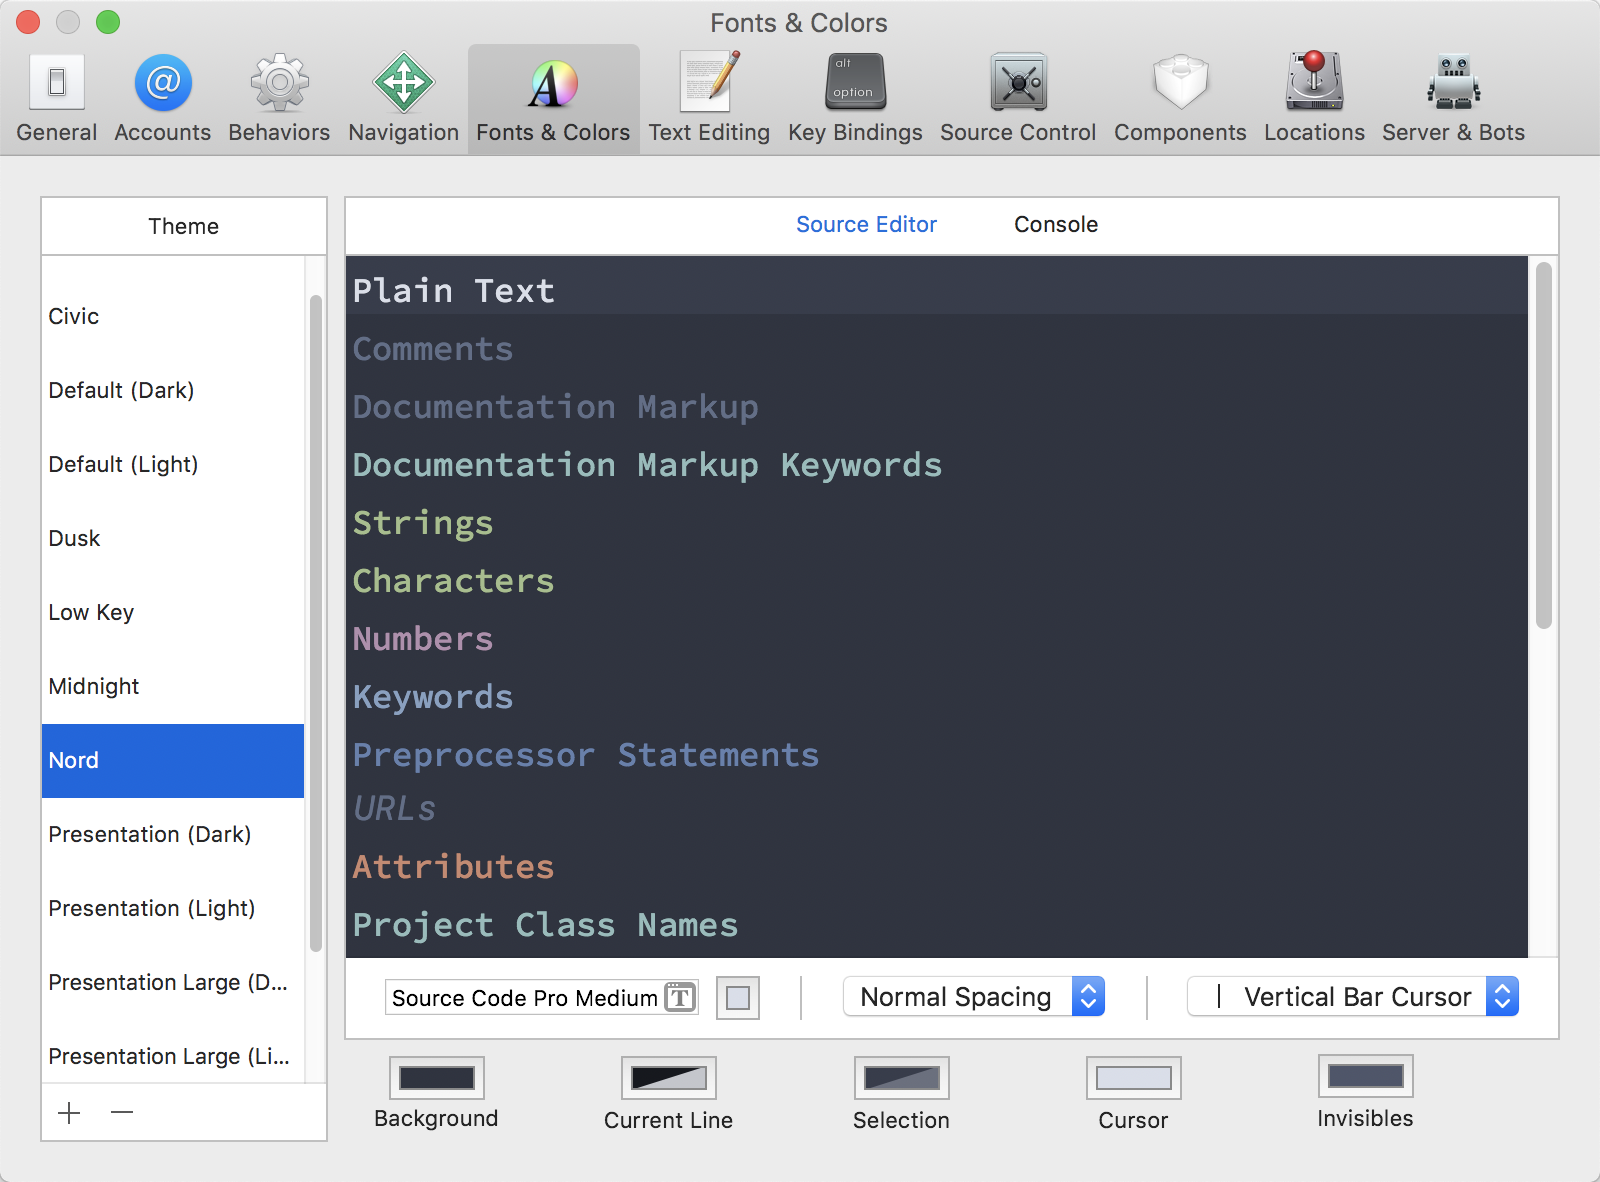 Fonts & Colors
alt
option
General Accounts Behaviors Navigation Fonts & Colors Text Editing Key Bindings Source Control Components Locations Server & Bots
Theme
Civic
Default (Dark)
Default (Light)
Dusk
Low Key
Midnight
Nord
Presentation (Dark)
Presentation (Light)
Presentation Large (D...
Presentation Large (Li...
Source Editor Console
Plain Text
Comments
Documentation Markup
Documentation Markup Keywords
Strings
Characters
Numbers
Keywords
Preprocessor Statements
URLs
Attributes
Project Class Names
Source Code Pro Medium T Normal Spacing Vertical Bar Cursor
Background Current Line Selection Cursor Invisibles